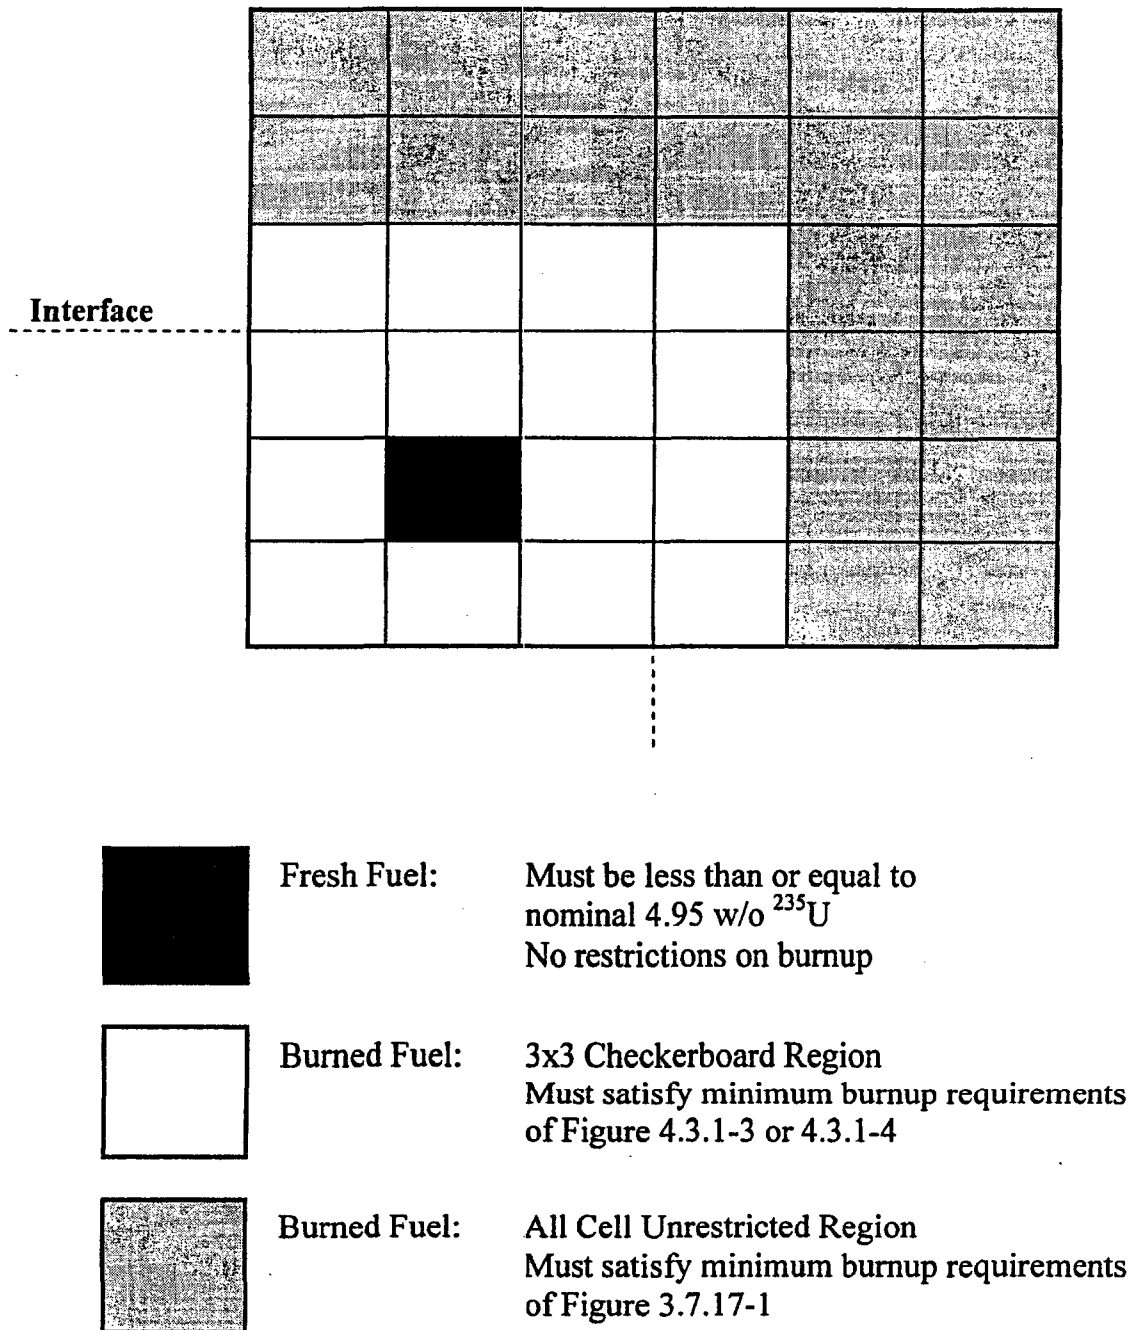 Interface
Fresh Fuel: Must be less than or equal to
nominal 4.95 w/o ²³⁵U
No restrictions on burnup
Burned Fuel: 3x3 Checkerboard Region
Must satisfy minimum burnup requirements
of Figure 4.3.1-3 or 4.3.1-4
Burned Fuel: All Cell Unrestricted Region
Must satisfy minimum burnup requirements
of Figure 3.7.17-1